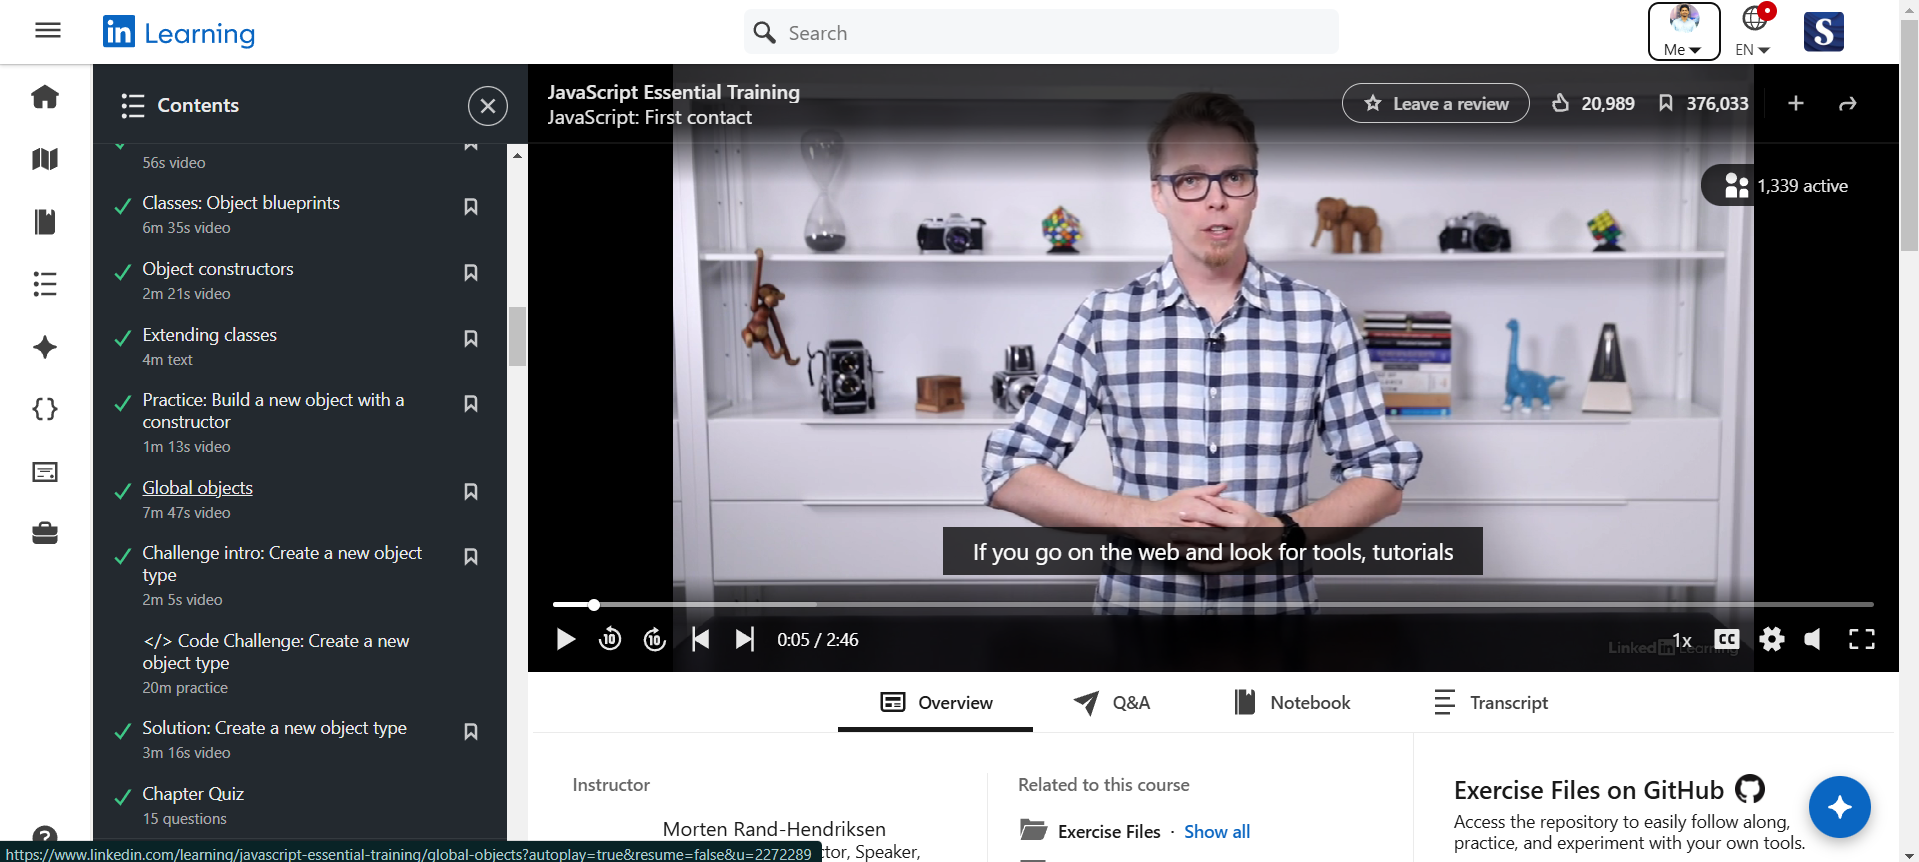 in Learning
Search
Me
EN
S
Contents
56s video
Classes: Object blueprints
6m 35s video
Object constructors
2m 21s video
Extending classes
4m text
Practice: Build a new object with a
constructor
1m 13s video
Global objects
7m 47s video
Challenge intro: Create a new object
type
2m 5s video
</> Code Challenge: Create a new
object type
20m practice
Solution: Create a new object type
3m 16s video
Chapter Quiz
15 questions
JavaScript Essential Training
JavaScript: First contact
Leave a review
20,989
376,033
1,339 active
If you go on the web and look for tools, tutorials
10
10
0:05 / 2:46
1x
CC
LinkedIn Learning
Overview
Q&A
Notebook
Transcript
Instructor
Morten Rand-Hendriksen
tor, Speaker,
Related to this course
Exercise Files · Show all
Exercise Files on GitHub
Access the repository to easily follow along,
practice, and experiment with your own tools.
https://www.linkedin.com/learning/javascript-essential-training/global-objects?autoplay=true&resume=false&u=2272289